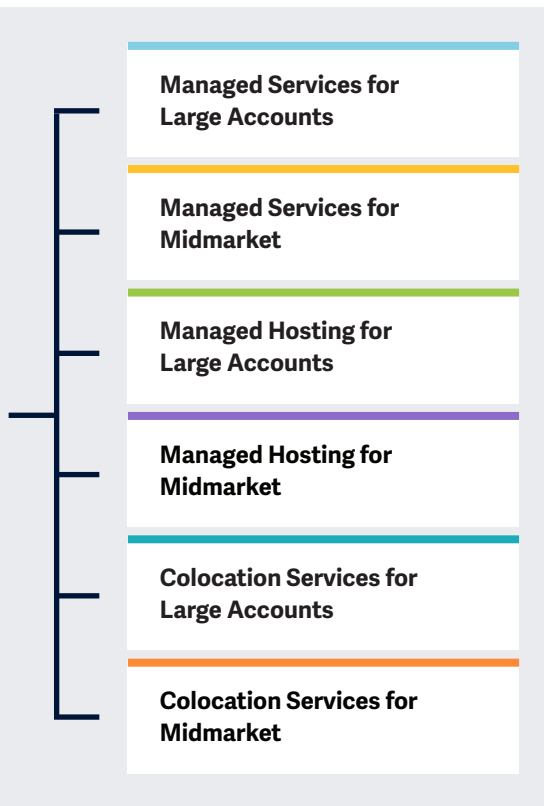 Managed Services for
Large Accounts
Managed Services for
Midmarket
Managed Hosting for
Large Accounts
Managed Hosting for
Midmarket
Colocation Services for
Large Accounts
Colocation Services for
Midmarket